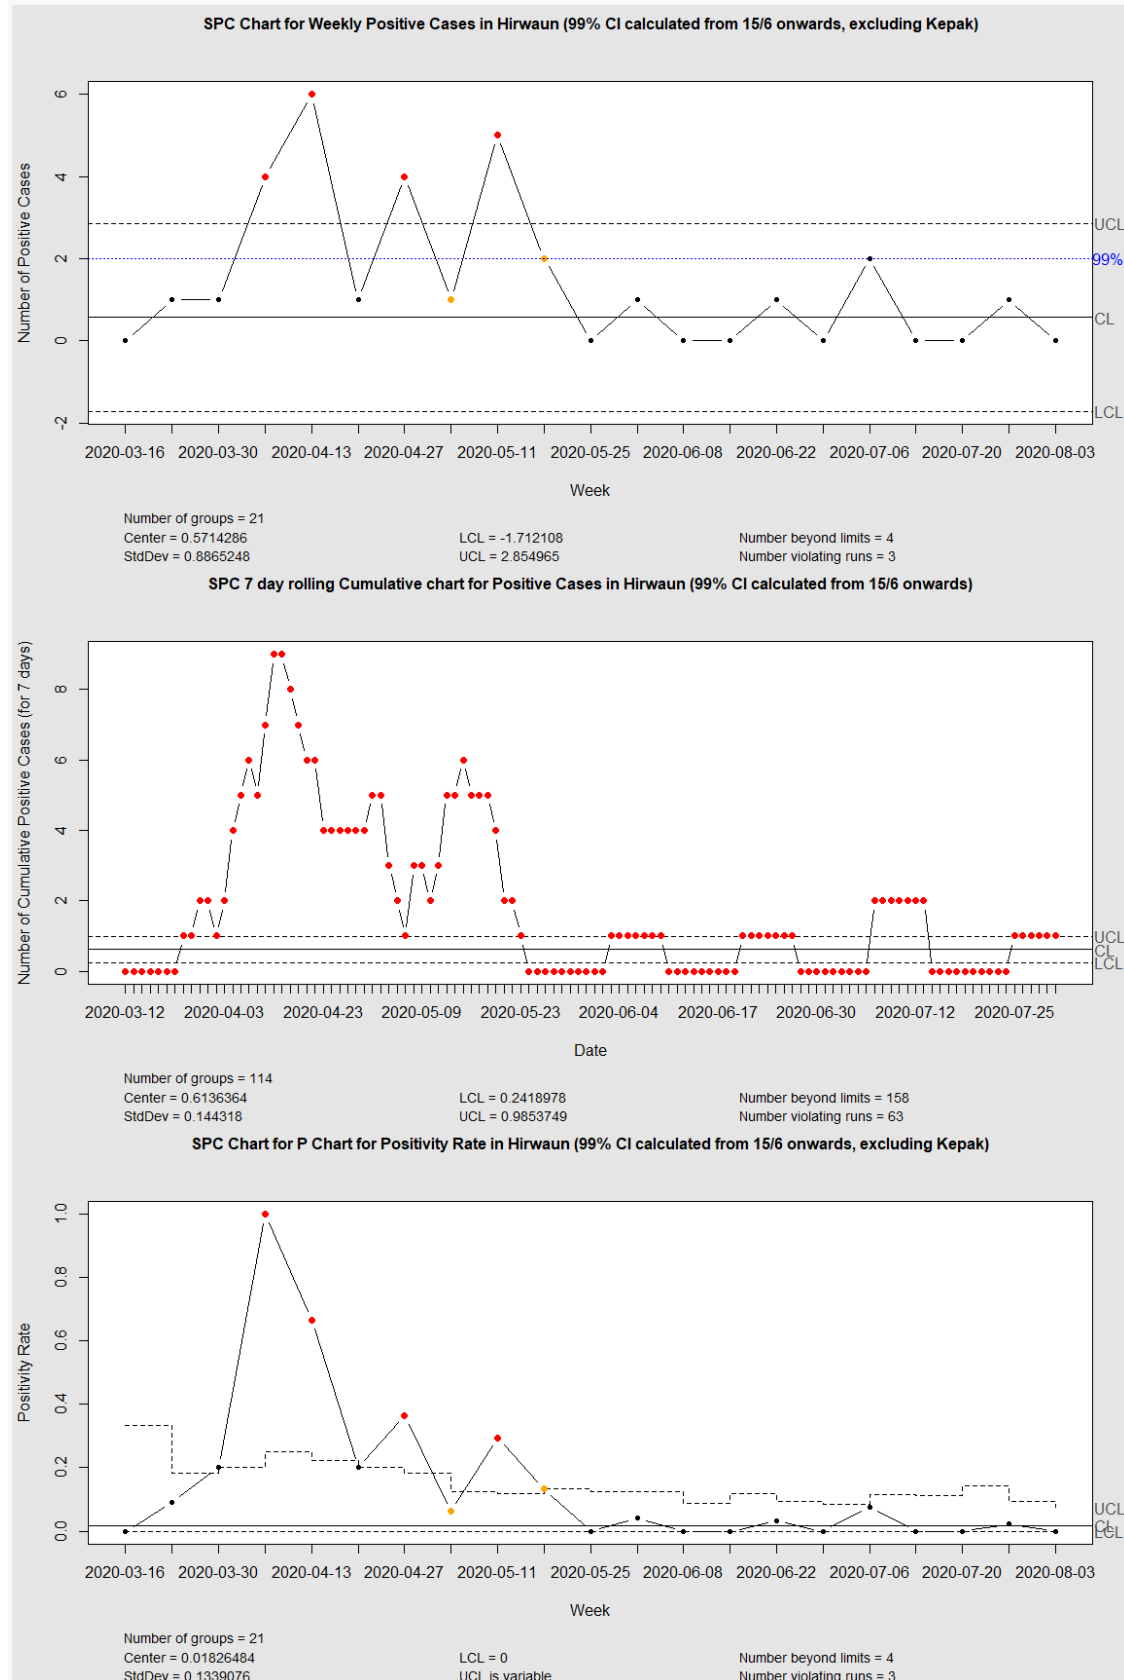 SPC Chart for Weekly Positive Cases in Hirwaun (99% CI calculated from 15/6 onwards, excluding Kepak)
Number of Positive Cases
6
4
2
0
-2
UCL
99%
CL
LCL
2020-03-16 2020-03-30 2020-04-13 2020-04-27 2020-05-11 2020-05-25 2020-06-08 2020-06-22 2020-07-06 2020-07-20 2020-08-03
Week
Number of groups = 21
Center = 0.5714286 LCL = -1.712108 Number beyond limits = 4
StdDev = 0.8865248 UCL = 2.854965 Number violating runs = 3
SPC 7 day rolling Cumulative chart for Positive Cases in Hirwaun (99% CI calculated from 15/6 onwards)
Number of Cumulative Positive Cases (for 7 days)
8
6
4
2
0
UCL
CL
LCL
2020-03-12 2020-04-03 2020-04-23 2020-05-09 2020-05-23 2020-06-04 2020-06-17 2020-06-30 2020-07-12 2020-07-25
Date
Number of groups = 114
Center = 0.6136364 LCL = 0.2418978 Number beyond limits = 158
StdDev = 0.144318 UCL = 0.9853749 Number violating runs = 63
SPC Chart for P Chart for Positivity Rate in Hirwaun (99% CI calculated from 15/6 onwards, excluding Kepak)
Positivity Rate
1.0
0.8
0.6
0.4
0.2
0.0
UCL
CL
LCL
2020-03-16 2020-03-30 2020-04-13 2020-04-27 2020-05-11 2020-05-25 2020-06-08 2020-06-22 2020-07-06 2020-07-20 2020-08-03
Week
Number of groups = 21
Center = 0.01826484 LCL = 0 Number beyond limits = 4
StdDev = 0.1339076 UCL is variable Number violating runs = 3